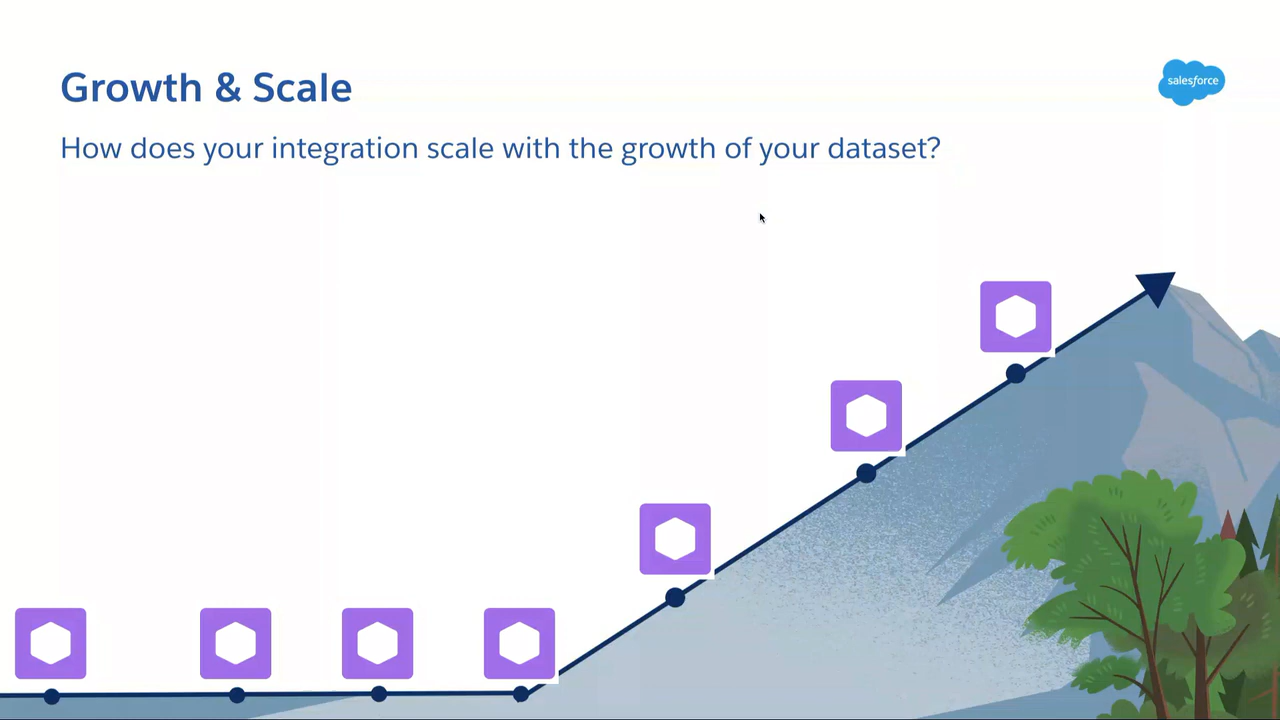 Growth & Scale
salesforce
How does your integration scale with the growth of your dataset?